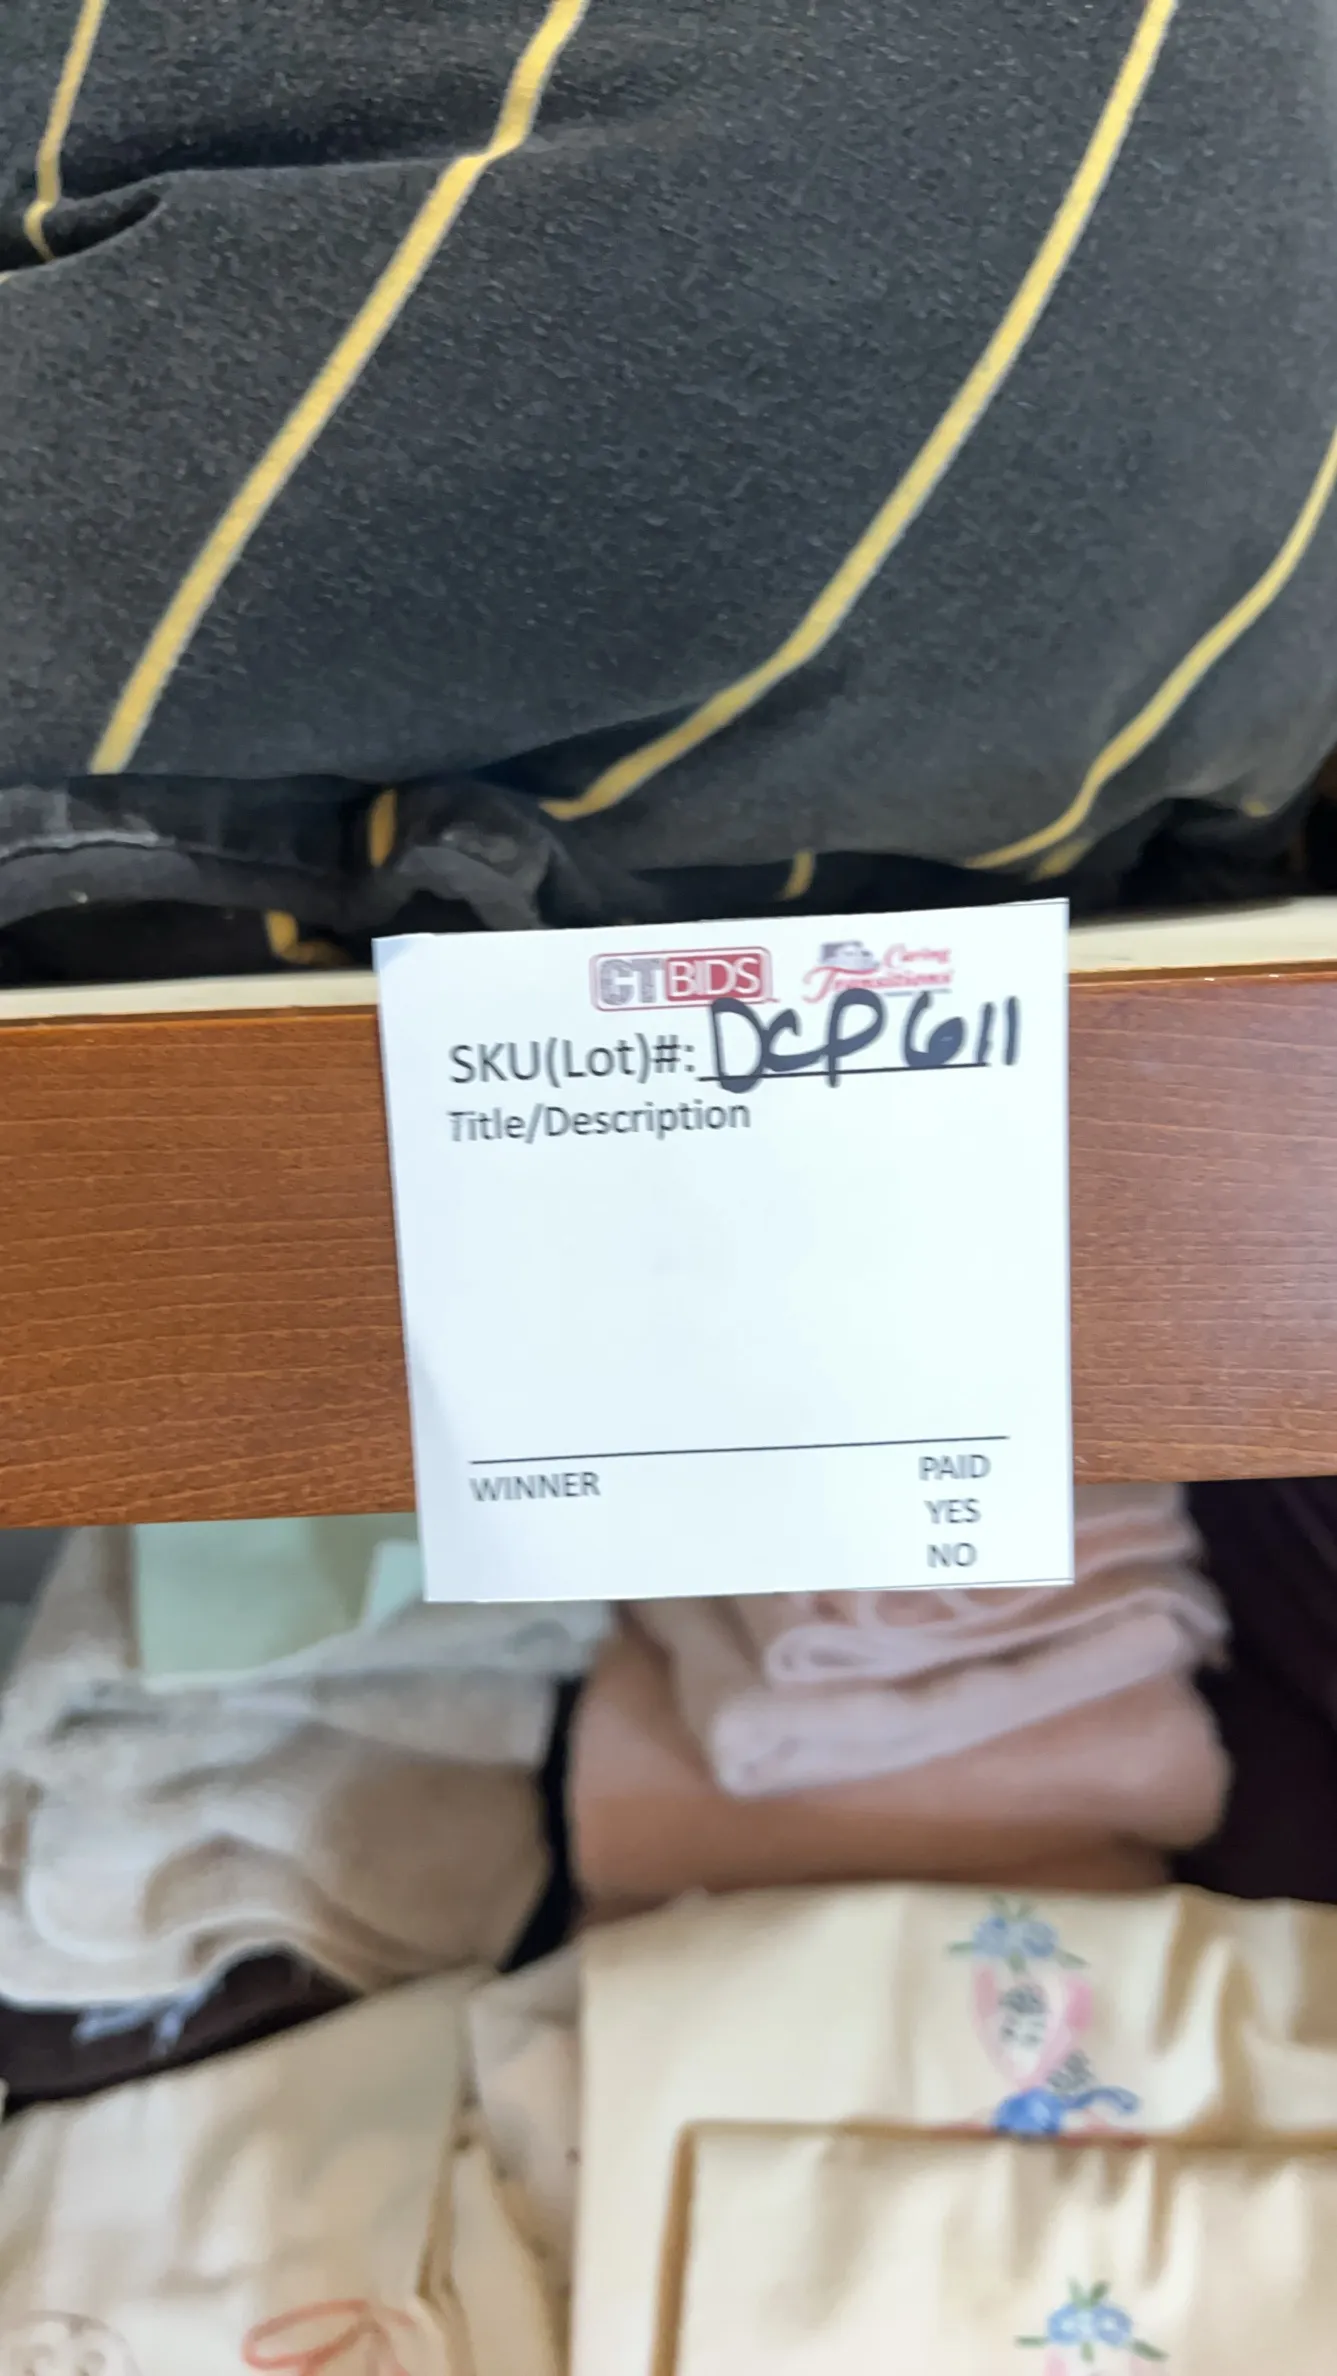 CTBIDS Caring Transitions
SKU(Lot)#: DCP611
Title/Description
WINNER PAID
YES
NO